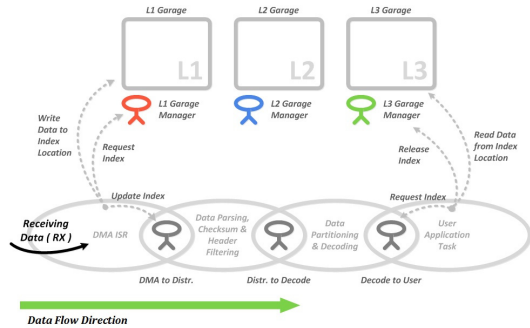 L1 Garage
L2 Garage
L3 Garage
L1
L2
L3
L1 Garage
Manager
L2 Garage
Manager
L3 Garage
Manager
Write
Data to
Index
Location
Request
Index
Release
Index
Read Data
from Index
Location
Update Index
Request Index
Receiving
Data ( RX )
DMA ISR
Data Parsing,
Checksum &
Header
Filtering
Data
Partitioning
& Decoding
User
Application
Task
DMA to Distr.
Distr. to Decode
Decode to User
Data Flow Direction